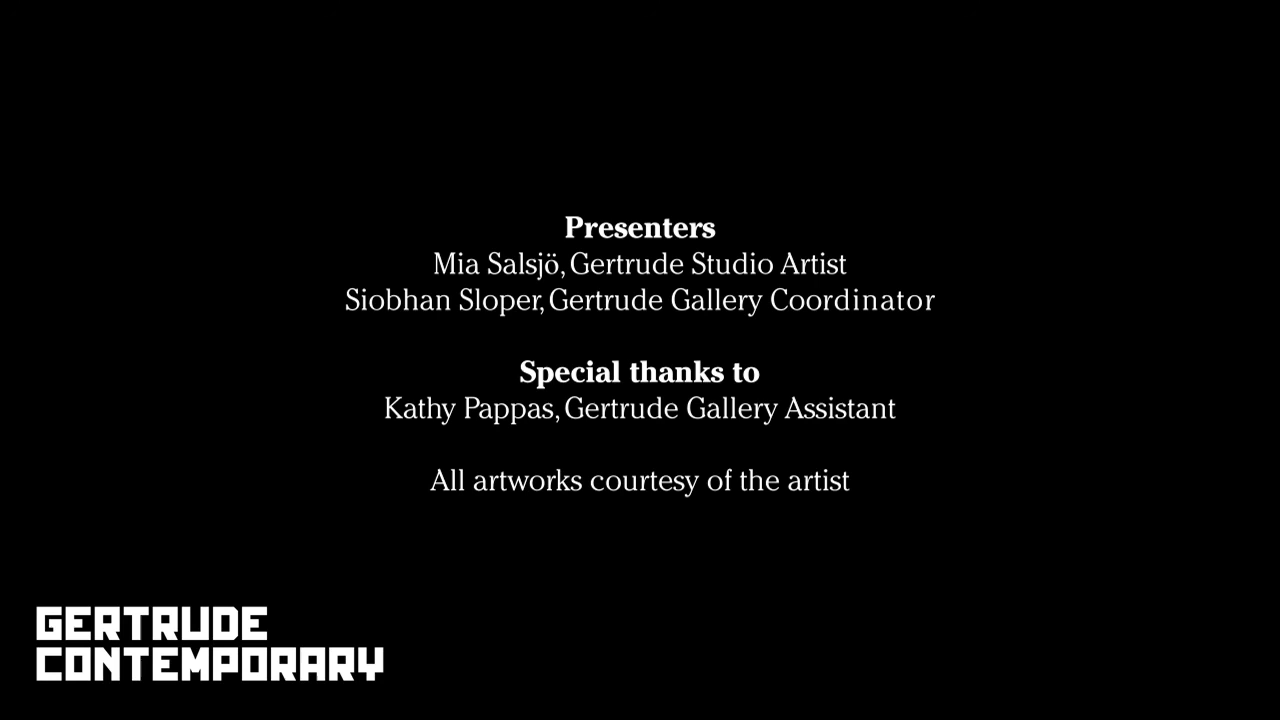 Presenters
Mia Salsjö, Gertrude Studio Artist
Siobhan Sloper, Gertrude Gallery Coordinator
Special thanks to
Kathy Pappas, Gertrude Gallery Assistant
All artworks courtesy of the artist
GERTRUDE
CONTEMPORARY